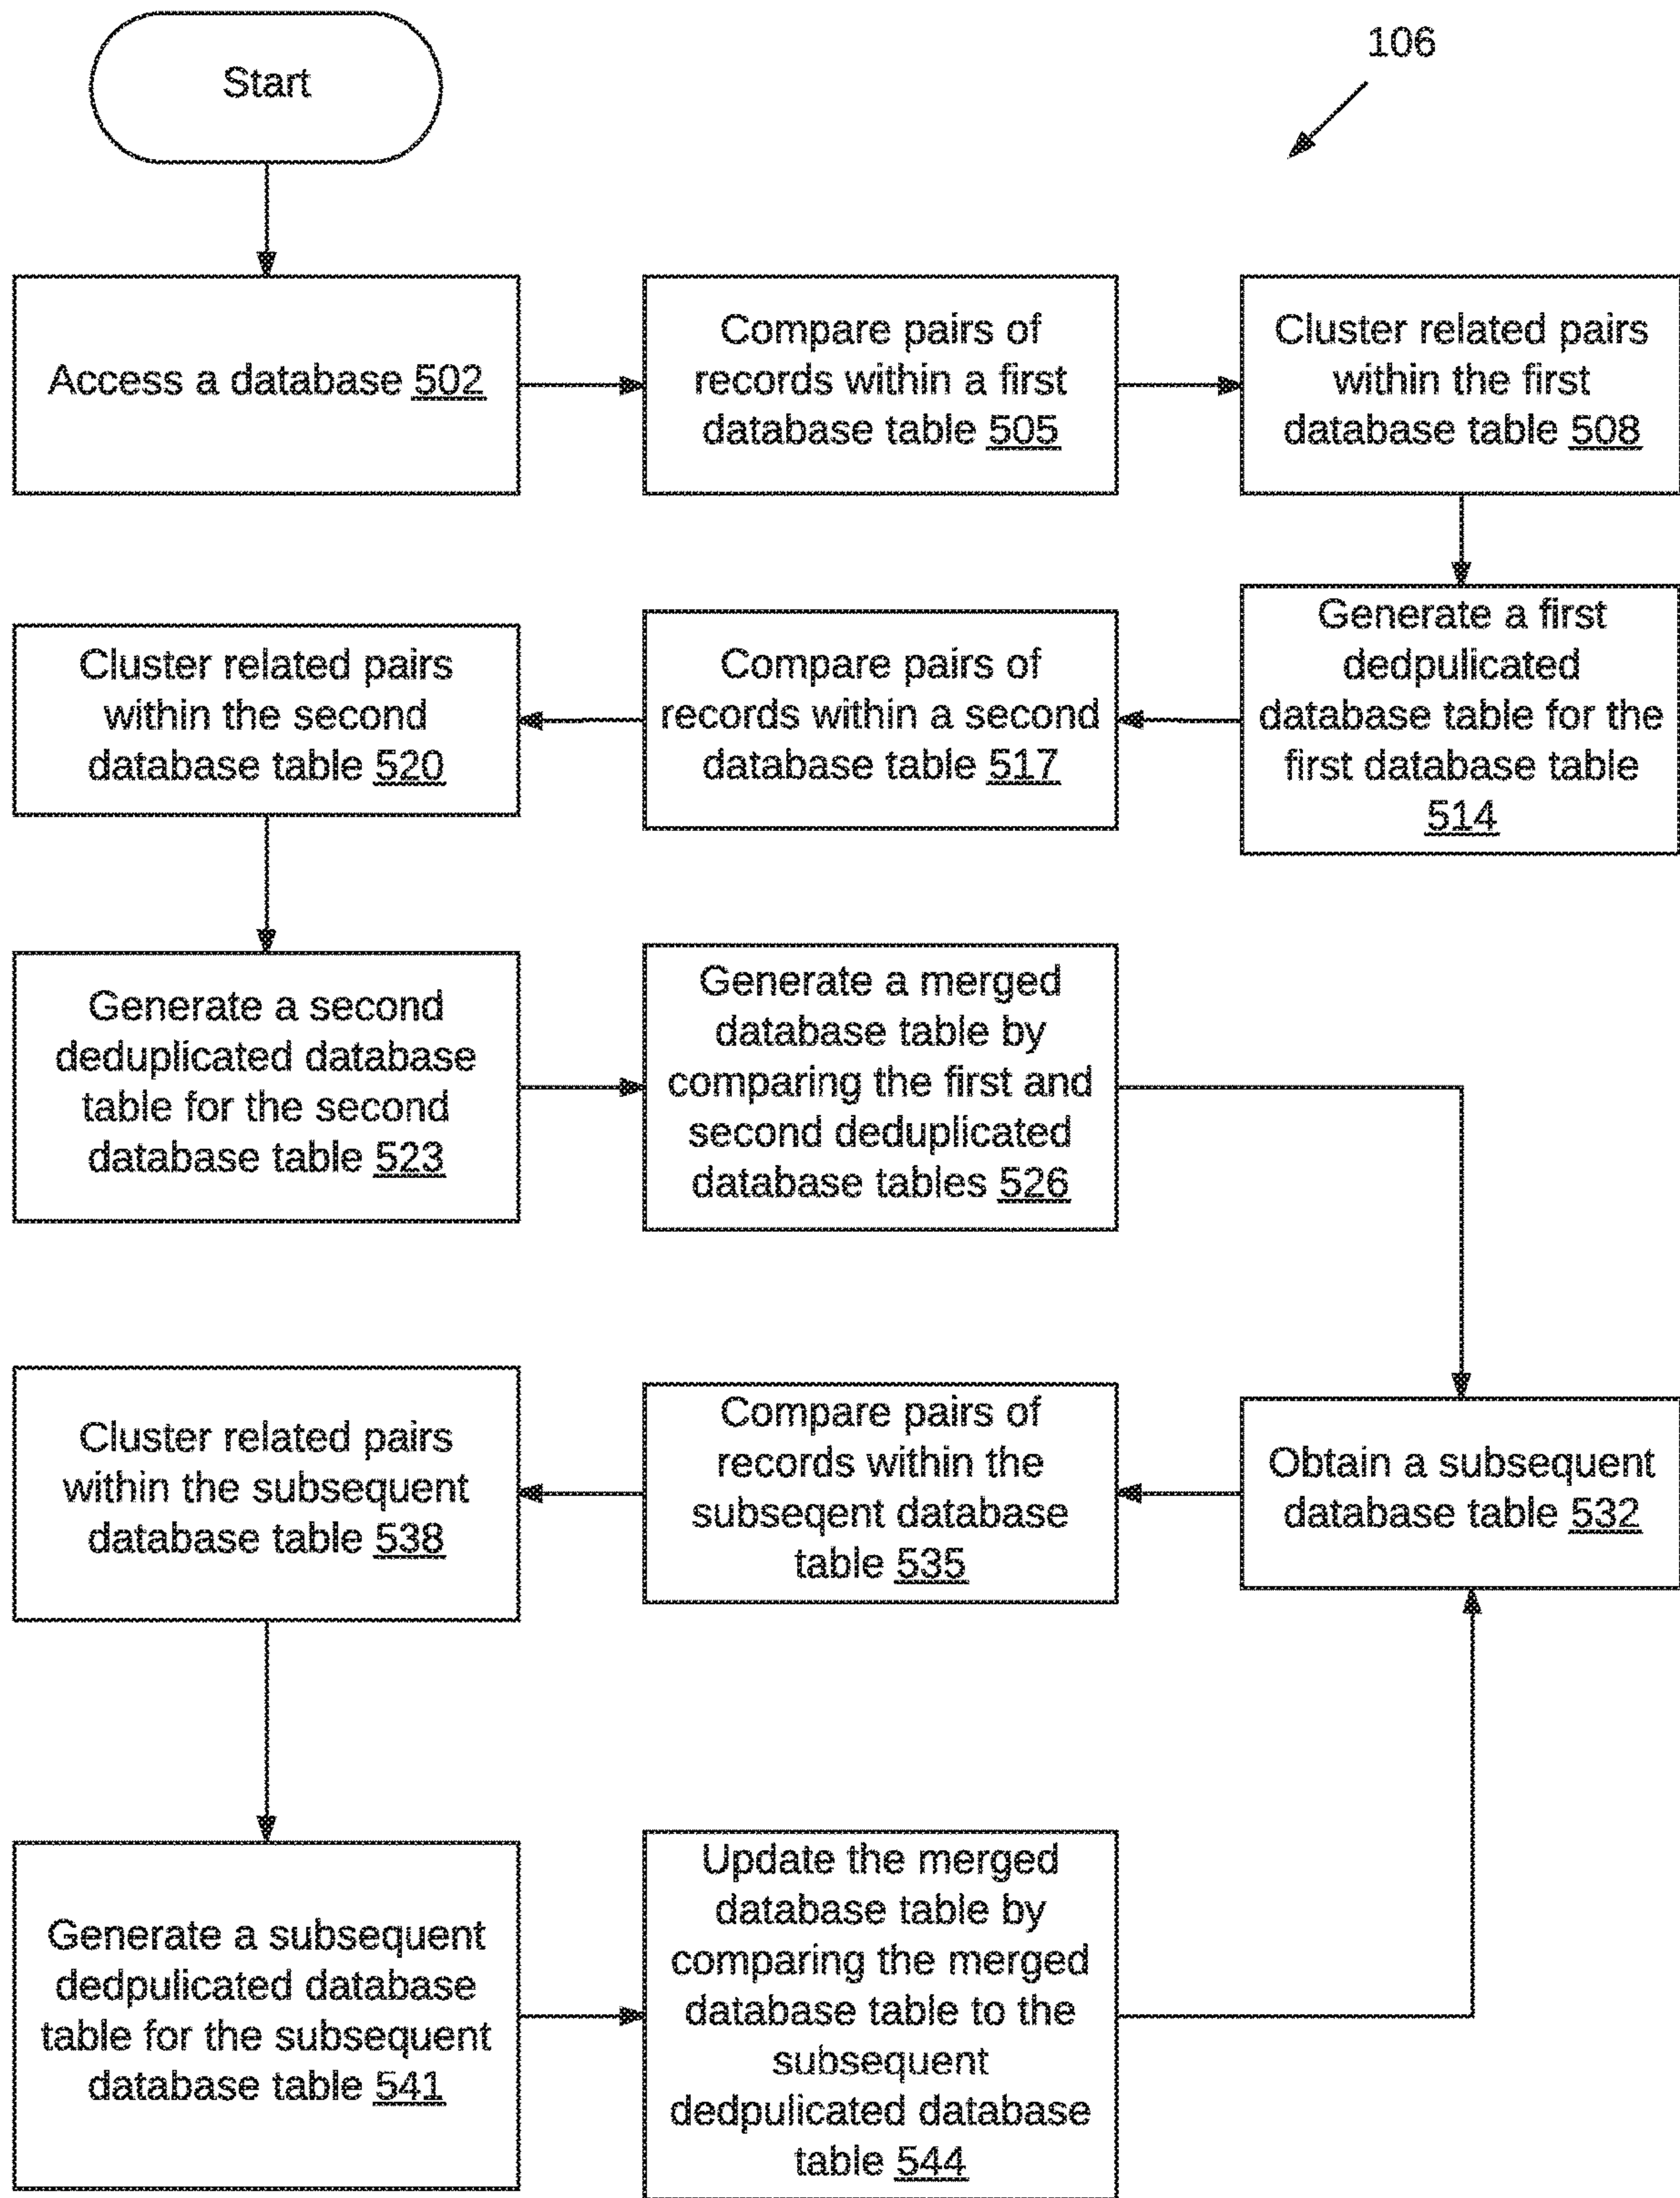 Start
106
Access a database 502
Compare pairs of
records within a first
database table 505
Cluster related pairs
within the first
database table 508
Generate a first
dedpulicated
database table for the
first database table
514
Compare pairs of
records within a second
database table 517
Cluster related pairs
within the second
database table 520
Generate a second
deduplicated database
table for the second
database table 523
Generate a merged
database table by
comparing the first and
second deduplicated
database tables 526
Obtain a subsequent
database table 532
Compare pairs of
records within the
subseqent database
table 535
Cluster related pairs
within the subsequent
database table 538
Generate a subsequent
dedpulicated database
table for the subsequent
database table 541
Update the merged
database table by
comparing the merged
database table to the
subsequent
dedpulicated database
table 544